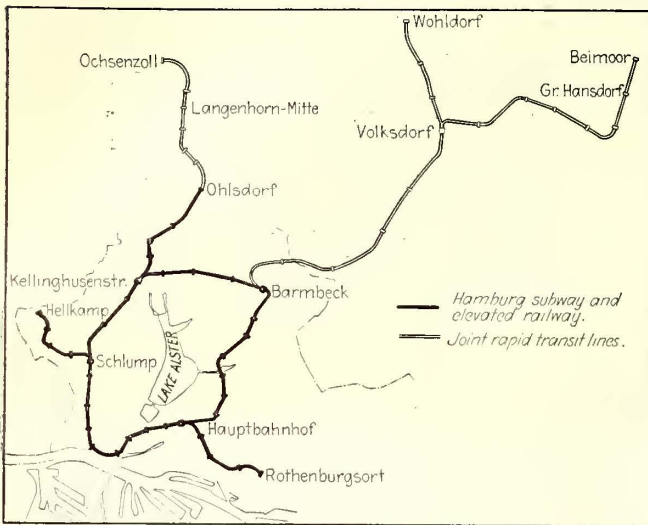 Wohldorf
Ochsenzoll
Beimoor
Gr. Hansdorf
Langenhorn-Mitte
Volksdorf
Ohlsdorf
Kellinghusenstr.
Barmbeck
Hellkamp
Hamburg subway and
elevated railway.
Joint rapid transit lines.
Schlump
LAKE ALSTER
Hauptbahnhof
Rothenburgsort